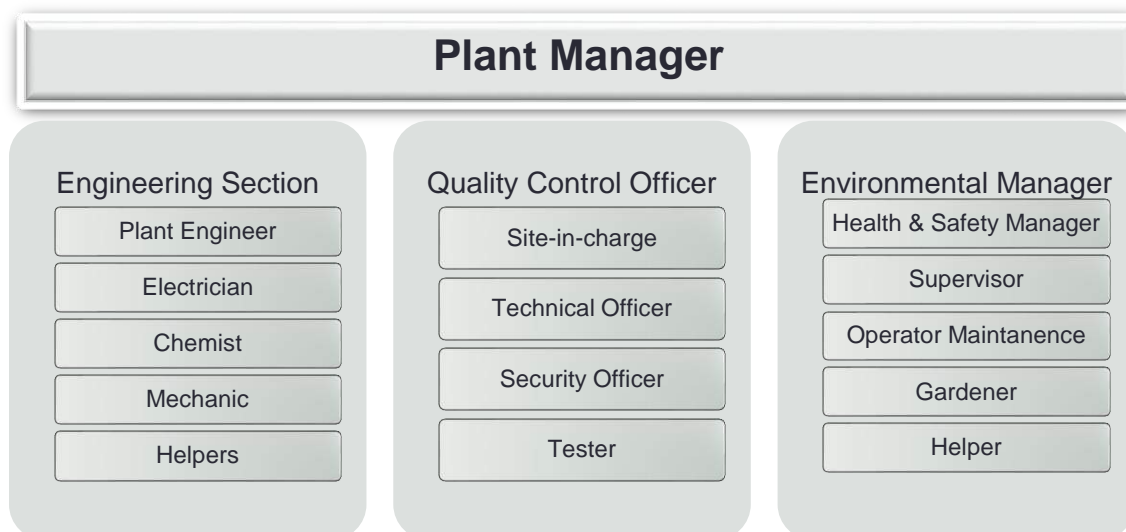 Plant Manager
Engineering Section
Plant Engineer
Electrician
Chemist
Mechanic
Helpers
Quality Control Officer
Site-in-charge
Technical Officer
Security Officer
Tester
Environmental Manager
Health & Safety Manager
Supervisor
Operator Maintanence
Gardener
Helper